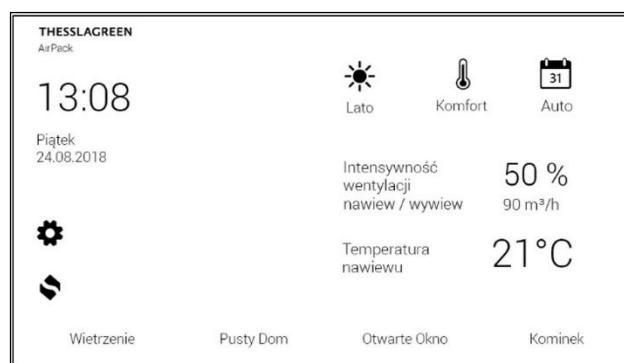 THESSLAGREEN
AirPack
13:08
Piątek
24.08.2018
31
Lato
Komfort
Auto
Intensywność
wentylacji
nawiew / wywiew
50 %
90 m³/h
Temperatura
nawiewu
21°C
Wietrzenie
Pusty Dom
Otwarte Okno
Kominek